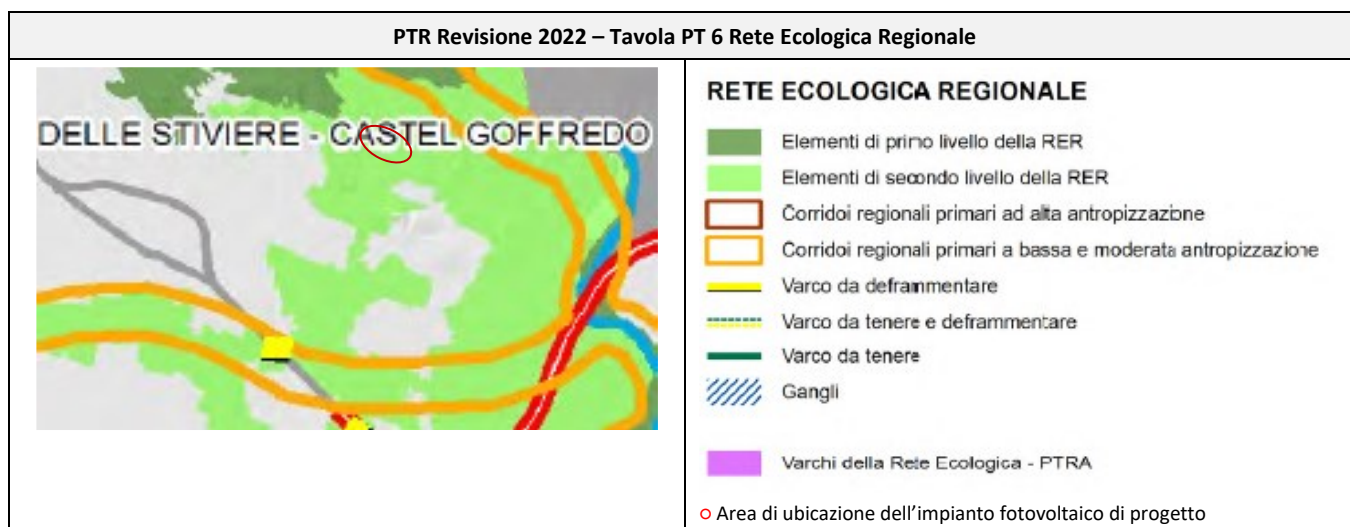 PTR Revisione 2022 – Tavola PT 6 Rete Ecologica Regionale
DELLE STIVIERE - CASTEL GOFFREDO
RETE ECOLOGICA REGIONALE
Elementi di primo livello della RER
Elementi di secondo livello della RER
Corridoi regionali primari ad alta antropizzazione
Corridoi regionali primari a bassa e moderata antropizzazione
Varco da deframmentare
Varco da tenere e deframmentare
Varco da tenere
Gangli
Varchi della Rete Ecologica - PTRA
Area di ubicazione dell’impianto fotovoltaico di progetto